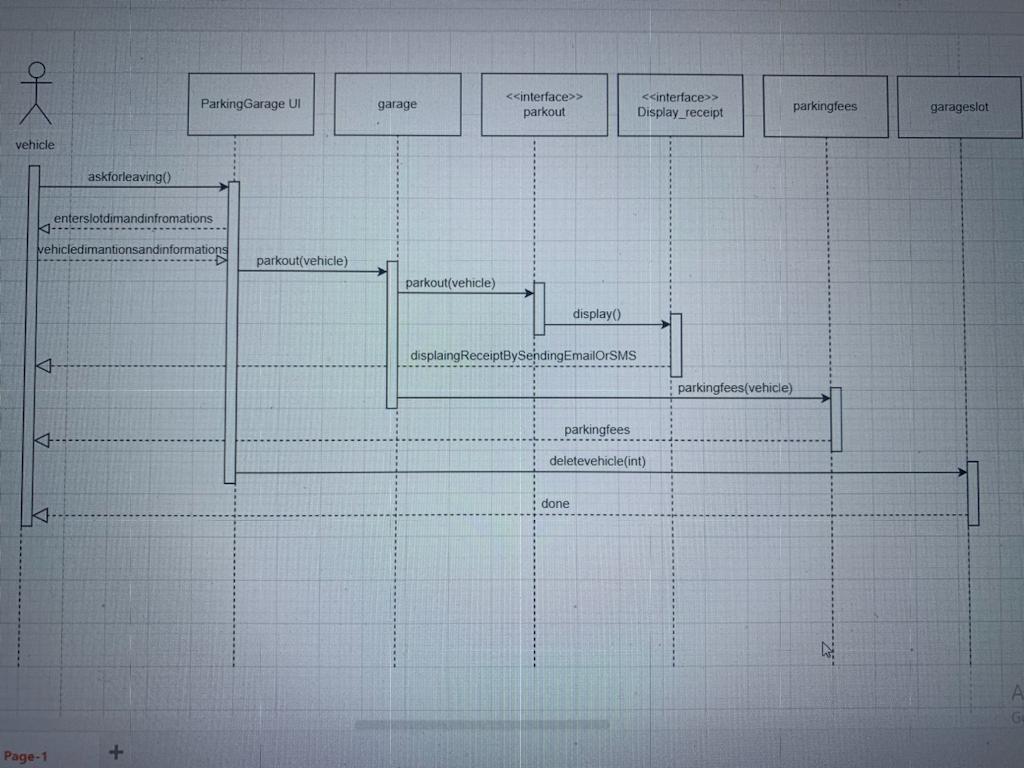 ParkingGarage UI
garage
<<interface>>
parkout
<<interface>>
Display_receipt
parkingfees
garageslot
vehicle
askforleaving()
enterslotdimandinfromations
vehicledimantionsandinformations
parkout(vehicle)
parkout(vehicle)
display()
displaingReceiptBySendingEmailOrSMS
parkingfees(vehicle)
parkingfees
deletevehicle(int)
done
Page-1